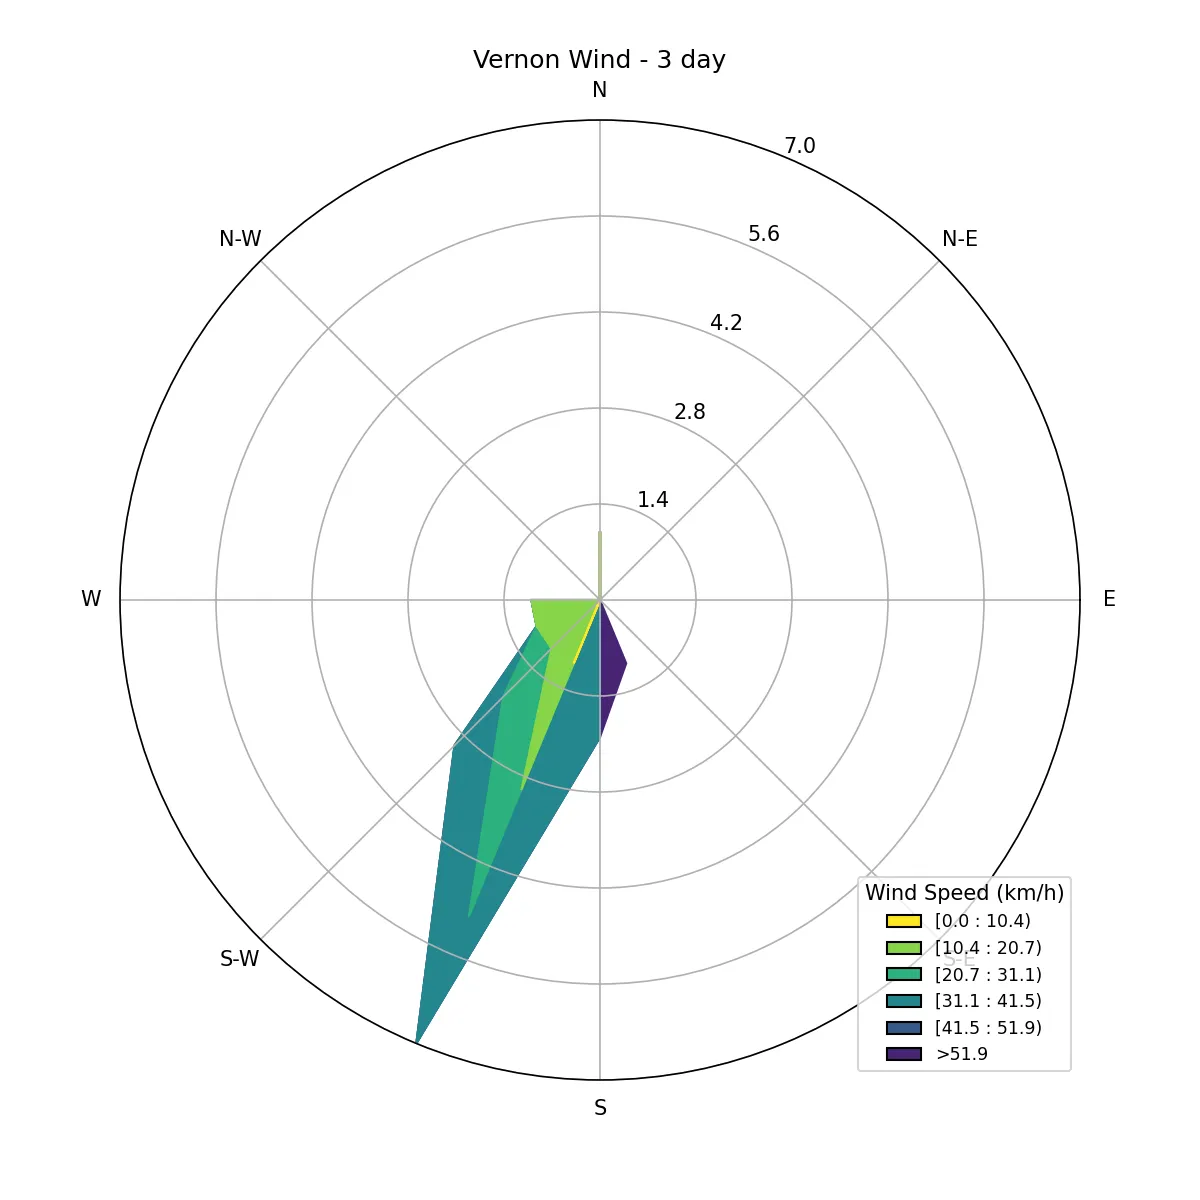 Vernon Wind - 3 day
N
7.0
N-W
5.6
N-E
4.2
2.8
1.4
W
E
S-W
S-E
S
Wind Speed (km/h)
[0.0 : 10.4)
[10.4 : 20.7)
[20.7 : 31.1)
[31.1 : 41.5)
[41.5 : 51.9)
>51.9